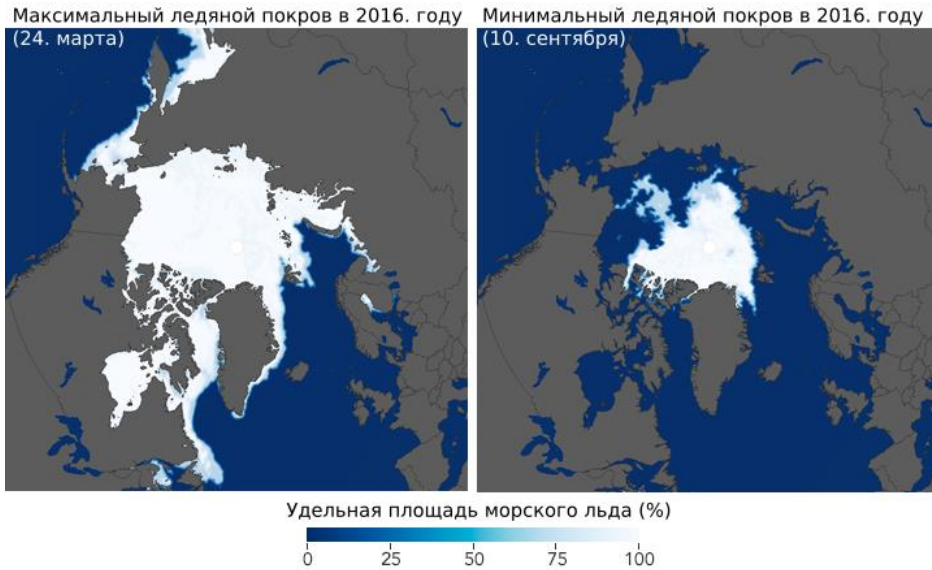 Максимальный ледяной покров в 2016. году
(24. марта)
Минимальный ледяной покров в 2016. году
(10. сентября)
Удельная площадь морского льда (%)
0 25 50 75 100